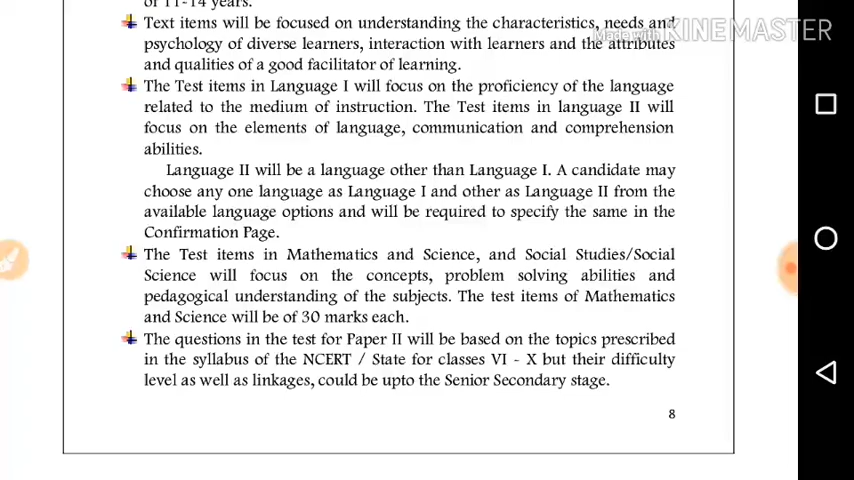 or 11-14 years.
Text items will be focused on understanding the characteristics, needs and
psychology of diverse learners, interaction with learners and the attributes
and qualities of a good facilitator of learning.
The Test items in Language I will focus on the proficiency of the language
related to the medium of instruction. The Test items in language II will
focus on the elements of language, communication and comprehension
abilities.
Language II will be a language other than Language I. A candidate may
choose any one language as Language I and other as Language II from the
available language options and will be required to specify the same in the
Confirmation Page.
The Test items in Mathematics and Science, and Social Studies/Social
Science will focus on the concepts, problem solving abilities and
pedagogical understanding of the subjects. The test items of Mathematics
and Science will be of 30 marks each.
The questions in the test for Paper II will be based on the topics prescribed
in the syllabus of the NCERT / State for classes VI - X but their difficulty
level as well as linkages, could be upto the Senior Secondary stage.
8
Made with KINEMASTER